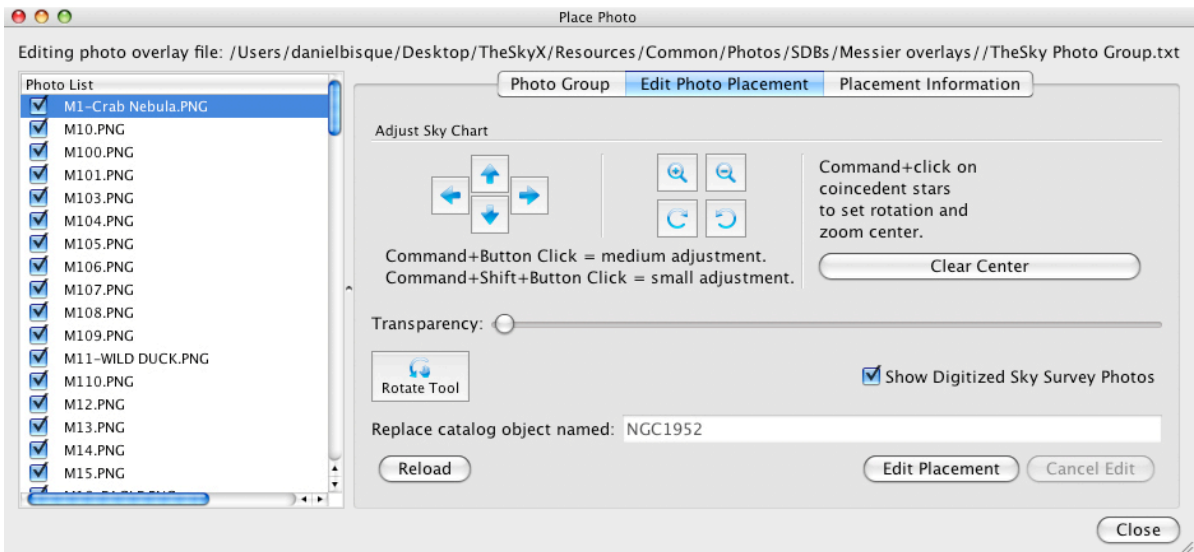 Place Photo
Editing photo overlay file: /Users/danielbisque/Desktop/TheSkyX/Resources/Common/Photos/SDBs/Messier overlays//TheSky Photo Group.txt
Photo List
M1-Crab Nebula.PNG
M10.PNG
M100.PNG
M101.PNG
M103.PNG
M104.PNG
M105.PNG
M106.PNG
M107.PNG
M108.PNG
M109.PNG
M11-WILD DUCK.PNG
M110.PNG
M12.PNG
M13.PNG
M14.PNG
M15.PNG
Photo Group
Edit Photo Placement
Placement Information
Adjust Sky Chart
Command+Button Click = medium adjustment.
Command+Shift+Button Click = small adjustment.
Command+click on
coincedent stars
to set rotation and
zoom center.
Clear Center
Transparency:
Rotate Tool
Show Digitized Sky Survey Photos
Replace catalog object named: NGC1952
Reload
Edit Placement
Cancel Edit
Close